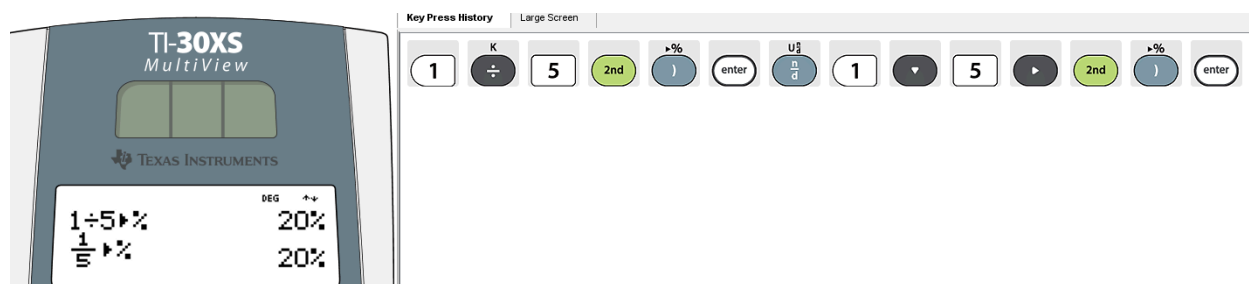 TI-30XS
MultiView
TEXAS INSTRUMENTS
DEG ↑↓
1÷5▸% 20%
1/5 ▸% 20%
Key Press History Large Screen
K ▸% U n/d ▸%
1 ÷ 5 2nd ) enter n/d 1 ▾ 5 ▸ 2nd ) enter